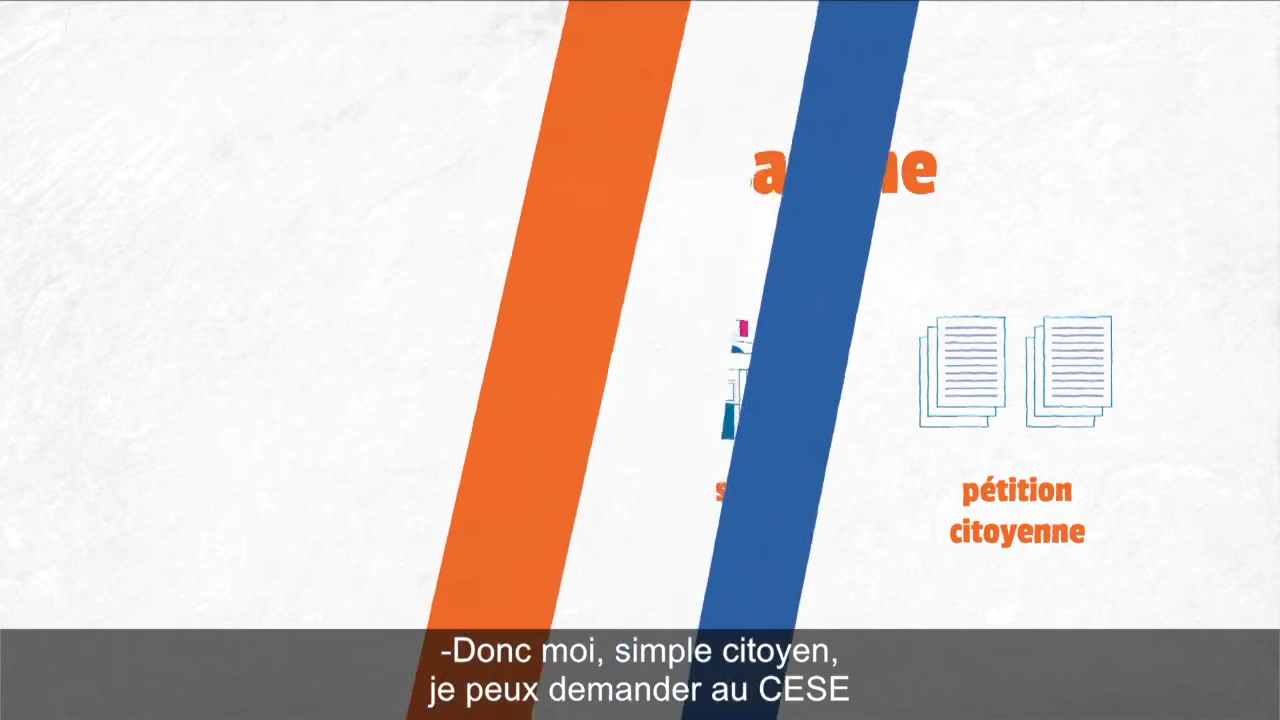 pétition
citoyenne
-Donc moi, simple citoyen,
je peux demander au CESE